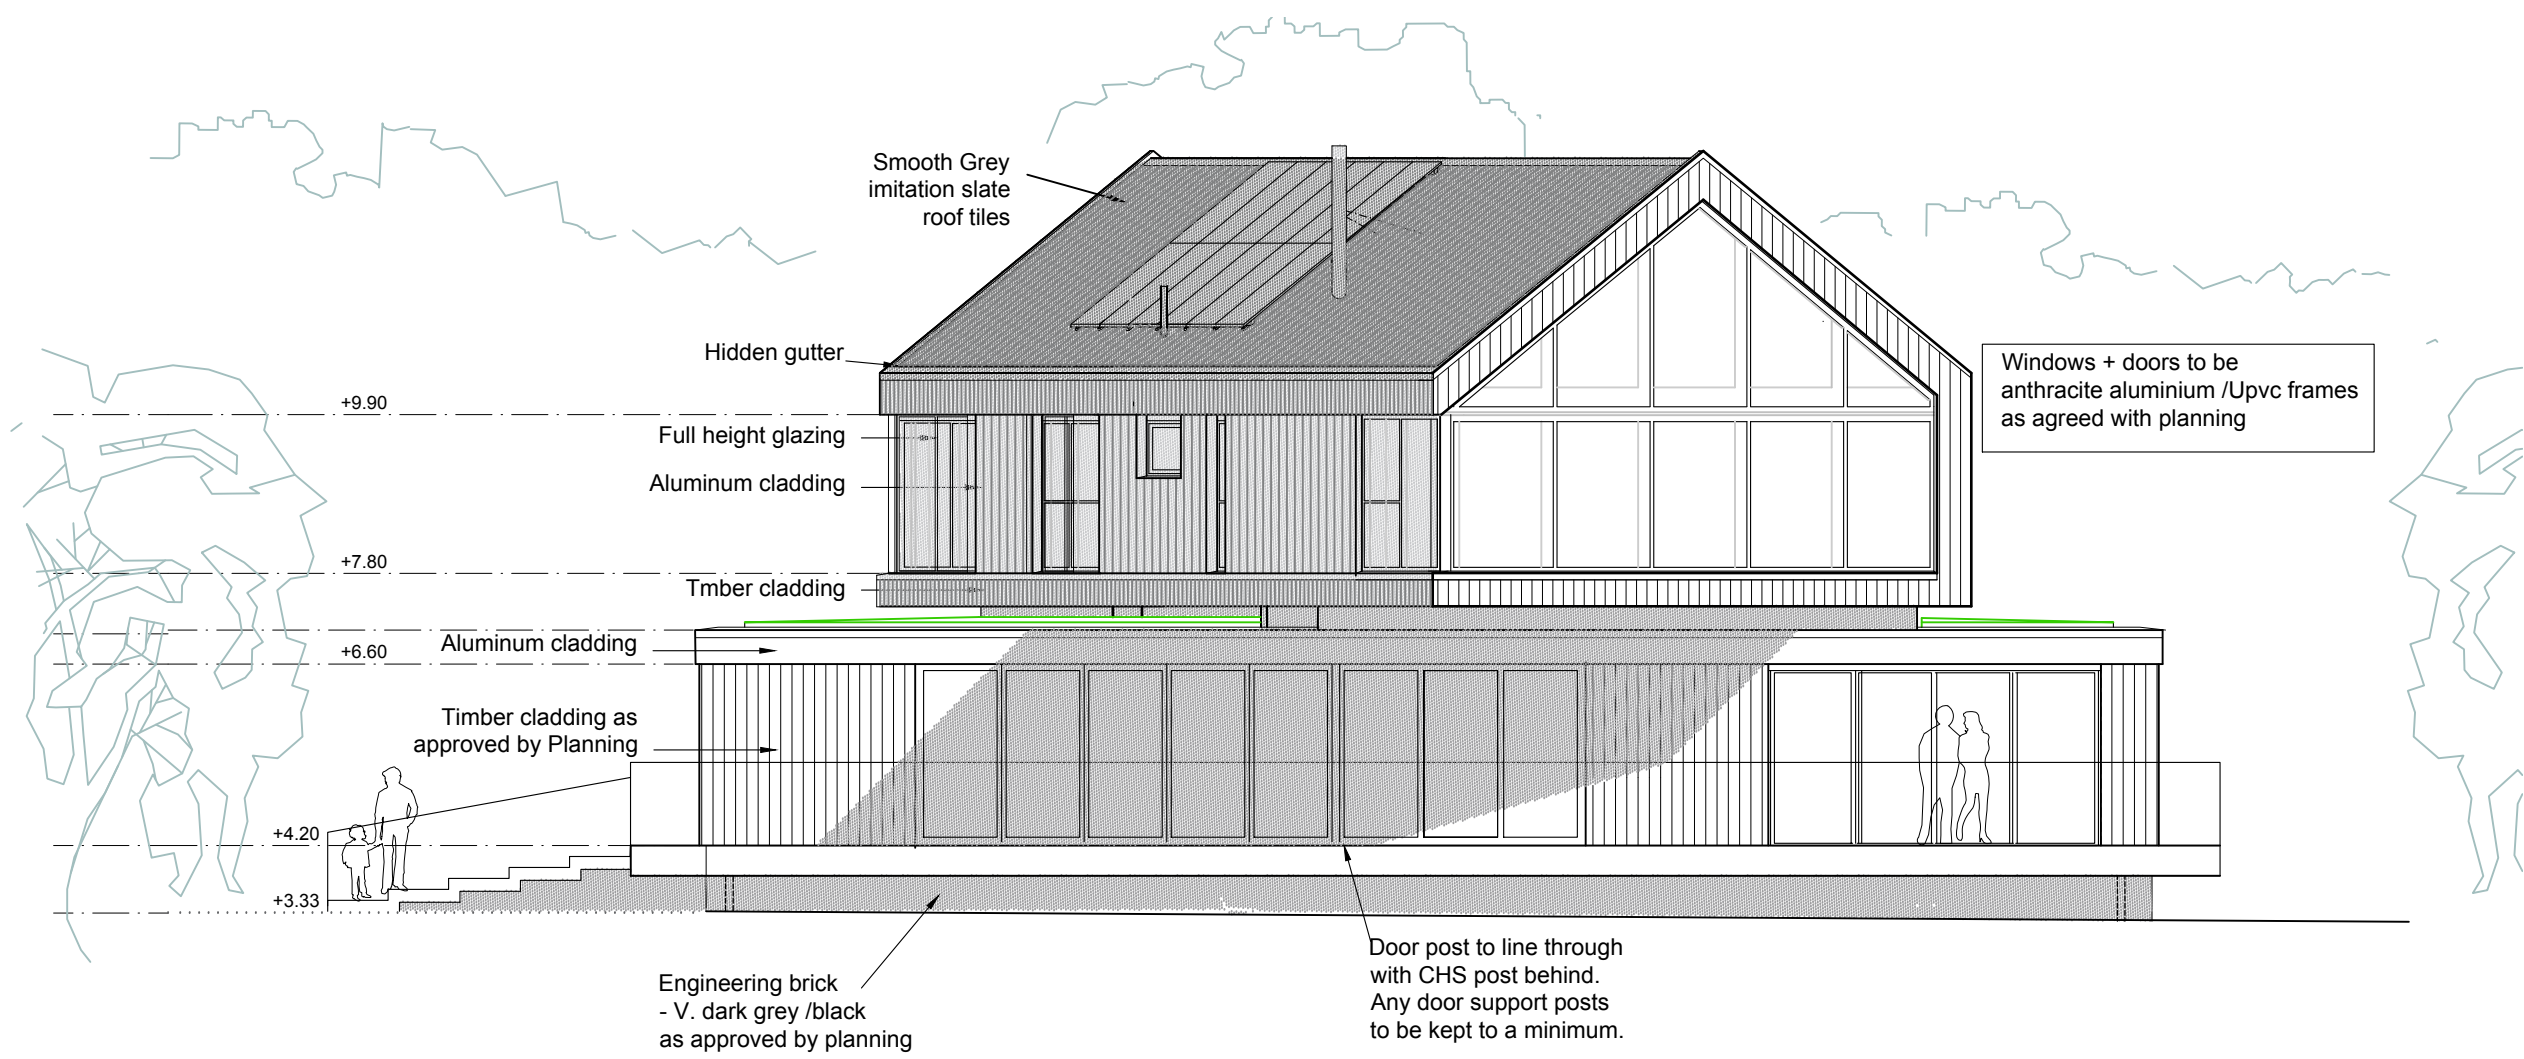 Smooth Grey
imitation slate
roof tiles
Hidden gutter
Windows + doors to be
anthracite aluminium /Upvc frames
as agreed with planning
+9.90
Full height glazing
Aluminum cladding
+7.80
Tmber cladding
Aluminum cladding
+6.60
Timber cladding as
approved by Planning
+4.20
+3.33
Door post to line through
with CHS post behind.
Any door support posts
to be kept to a minimum.
Engineering brick
- V. dark grey /black
as approved by planning